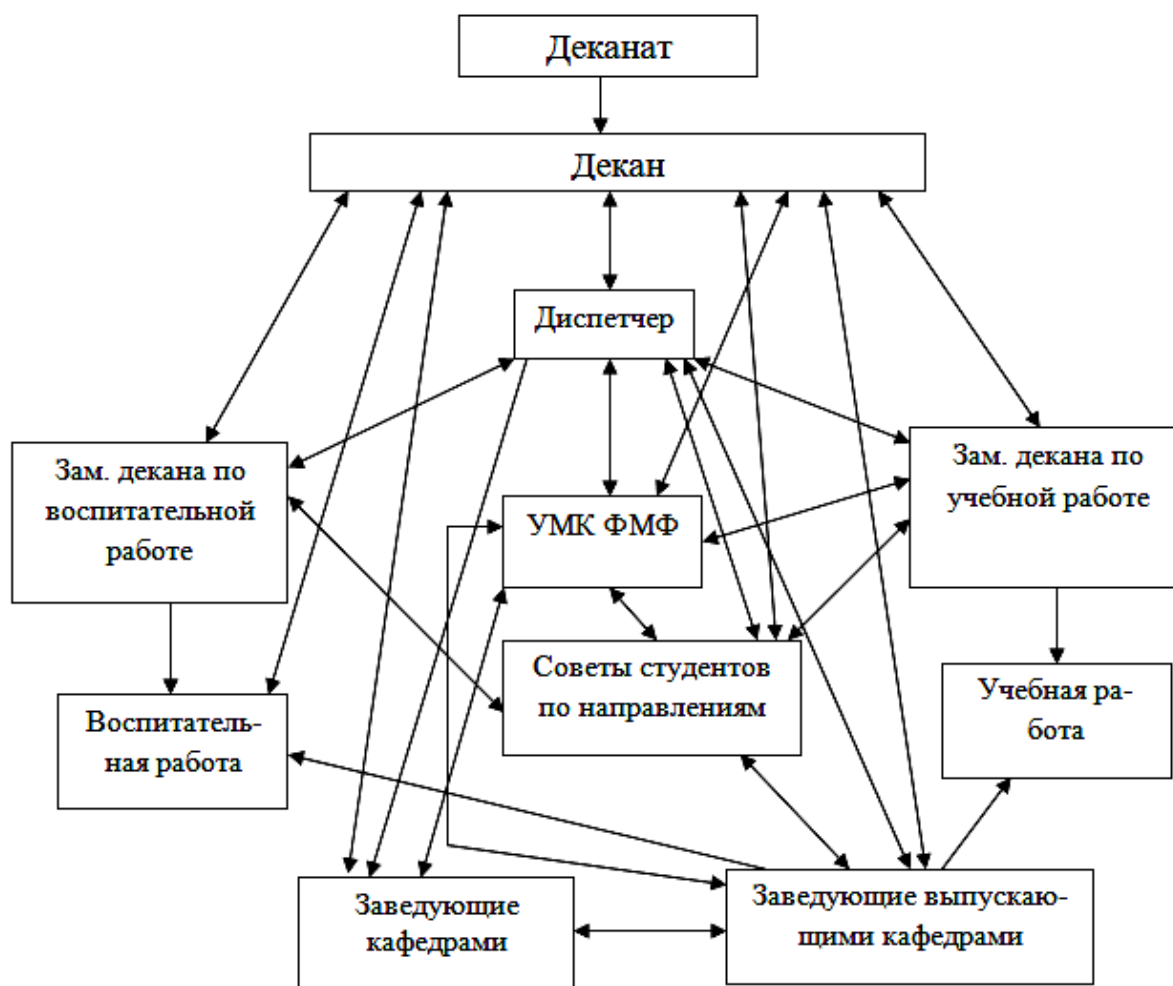 Деканат
Декан
Диспетчер
Зам. декана по
воспитательной
работе
УМК ФМФ
Зам. декана по
учебной работе
Советы студентов
по направлениям
Воспитатель-
ная работа
Учебная ра-
бота
Заведующие
кафедрами
Заведующие выпускаю-
щими кафедрами